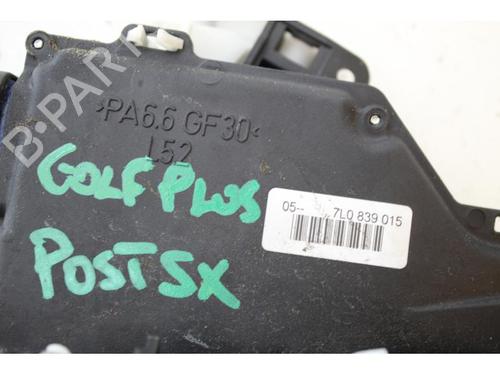 >PA6.6 GF30<
L52
GOLF PLUS
POST SX
05-- 7L0 839 015
B-PARTS